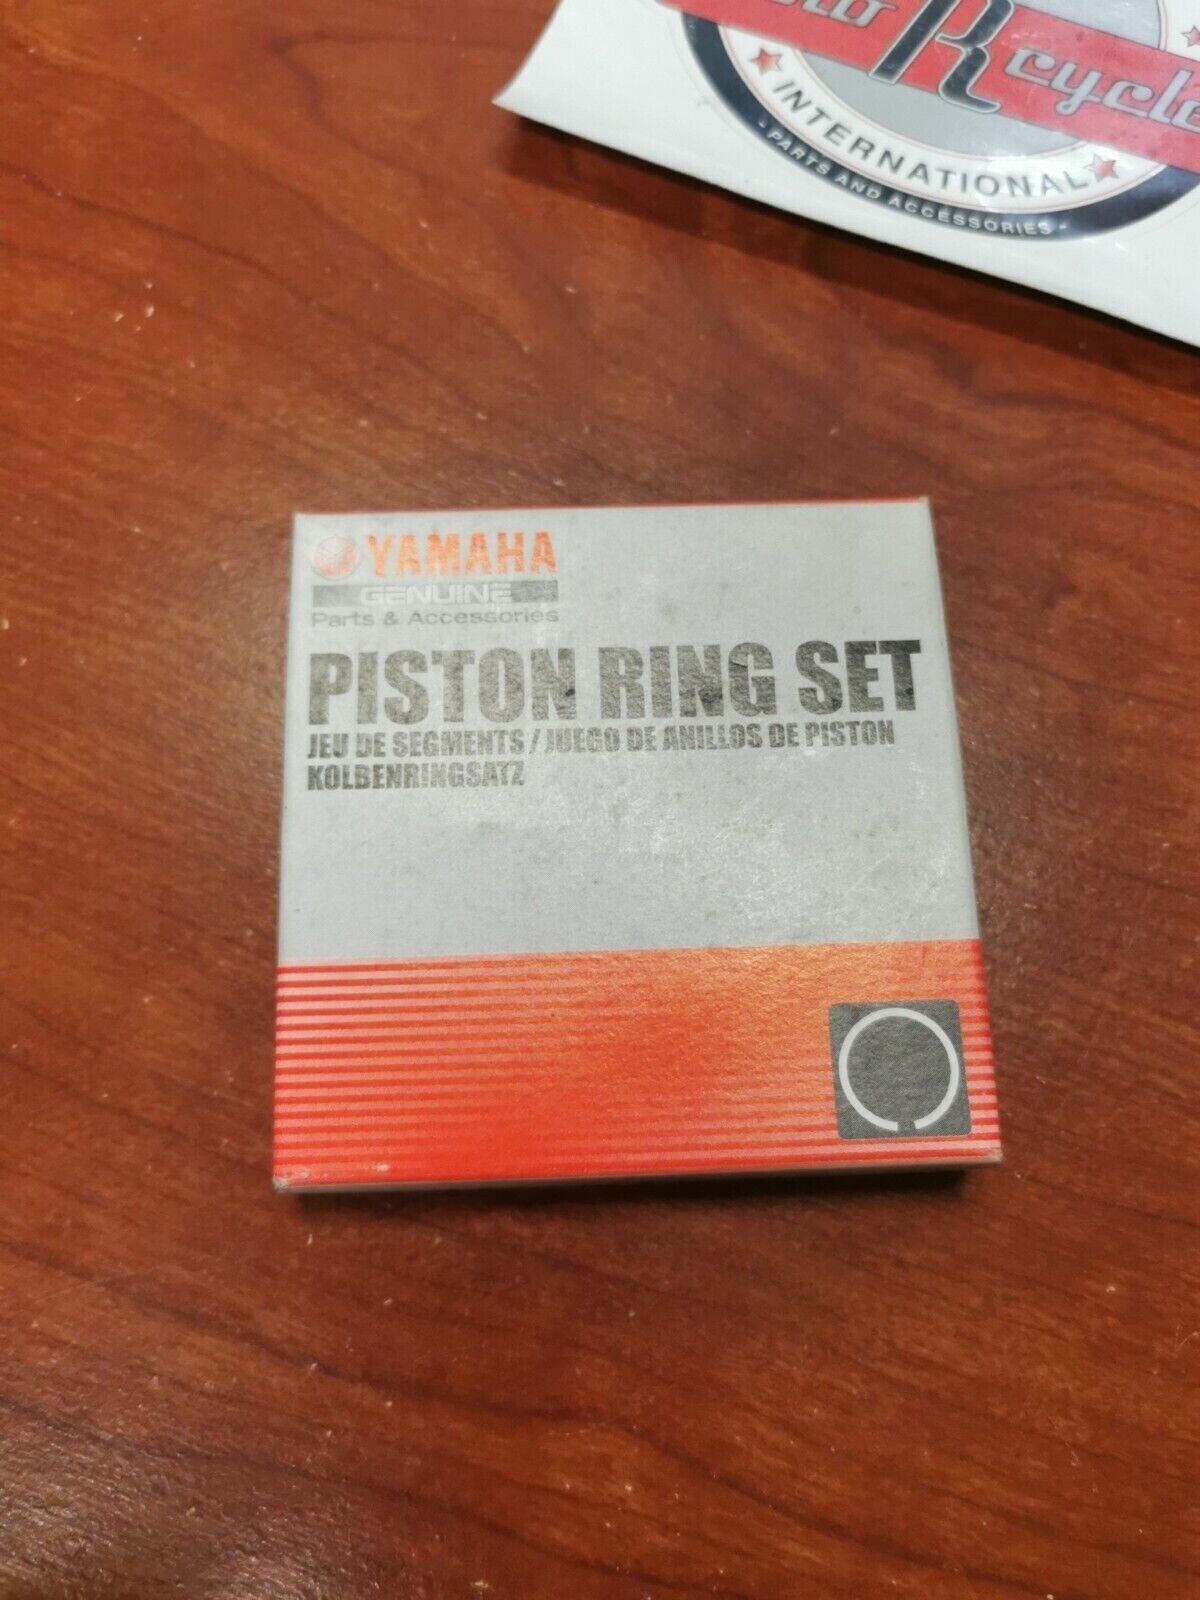 R cycle
INTERNATIONAL
- PARTS AND ACCESSORIES -
YAMAHA
GENUINE
Parts & Accessories
PISTON RING SET
JEU DE SEGMENTS / JUEGO DE ANILLOS DE PISTON
KOLBENRINGSATZ